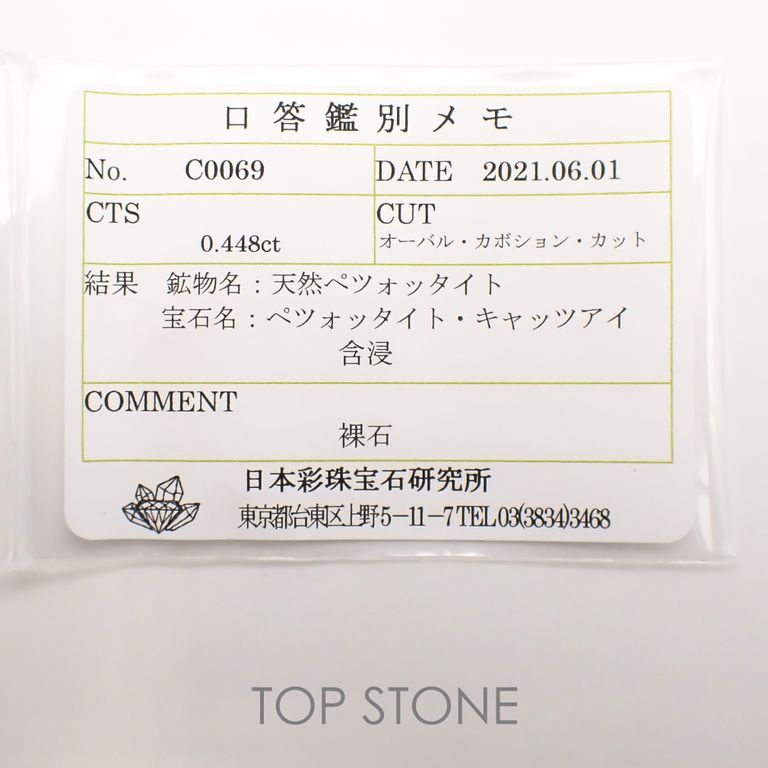 口答鑑別メモ
No. C0069
DATE 2021.06.01
CTS
0.448ct
CUT
オーバル・カボション・カット
結果 鉱物名：天然ペツォッタイト
宝石名：ペツォッタイト・キャッツアイ
含浸
COMMENT
裸石
日本彩珠宝石研究所
東京都台東区上野5－11－7 TEL 03(3834)3468
TOP STONE